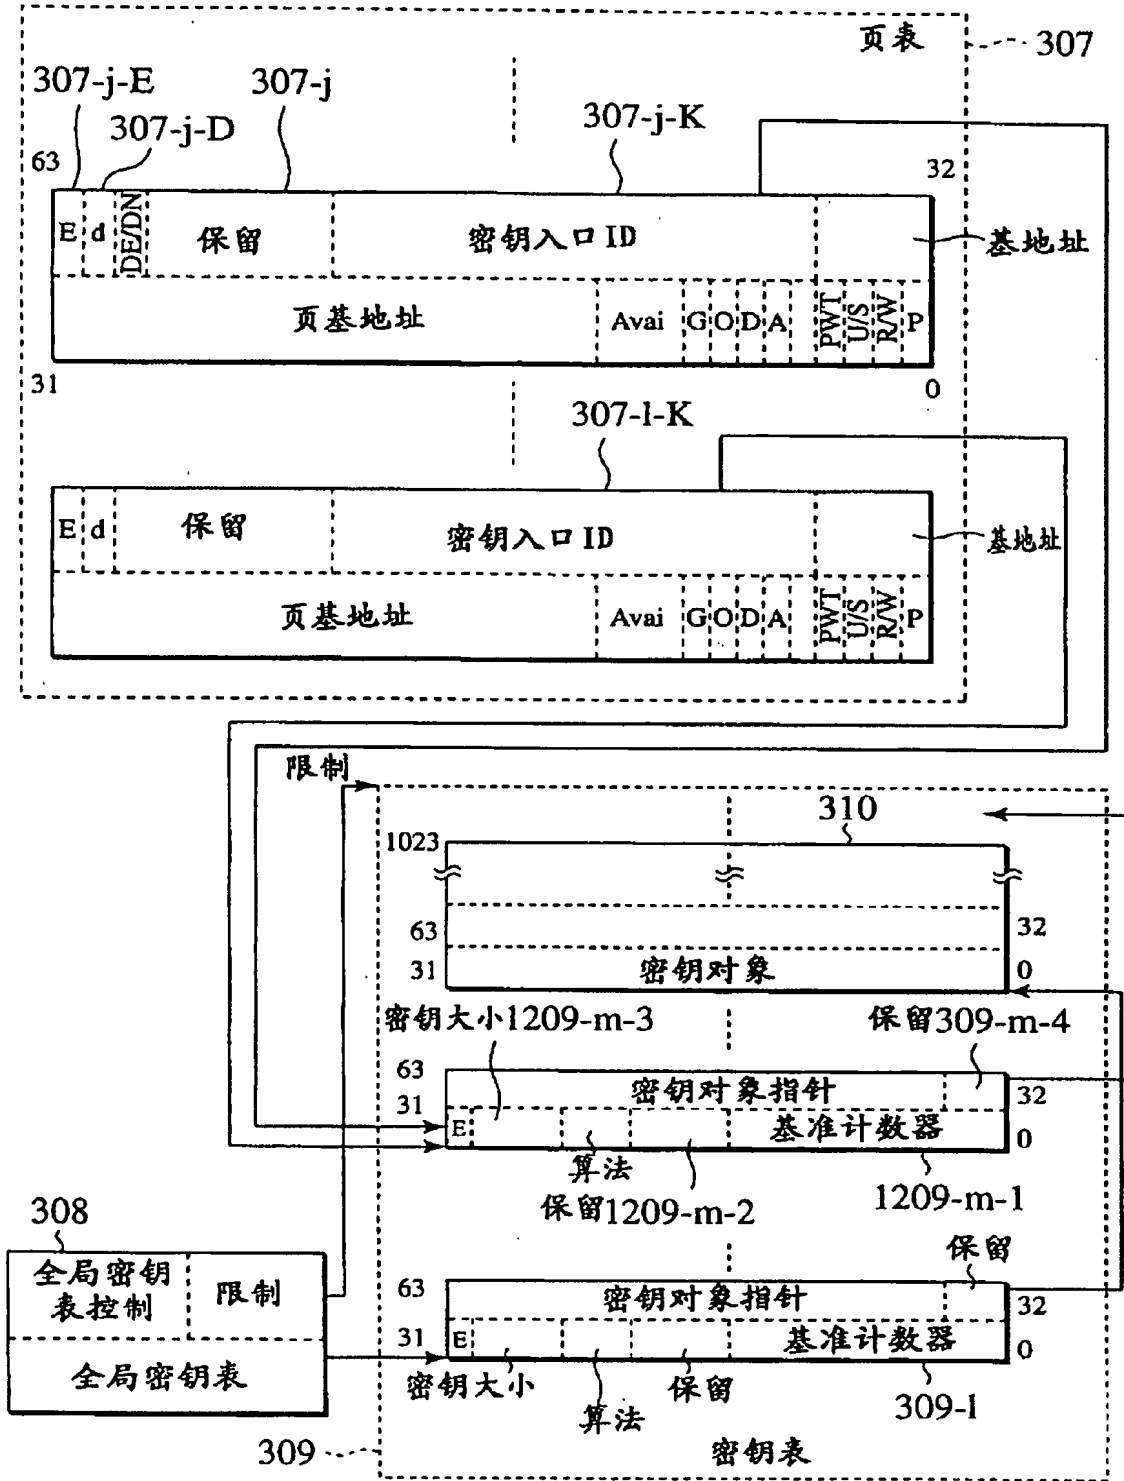 页表
307
307-j-E
307-j
307-j-D
307-j-K
63
32
E d DE/DN 保留 密钥入口ID
基地址
页基地址 Avai G O D A PWT U/S R/W P
31
0
307-l-K
E d 保留 密钥入口ID
基地址
页基地址 Avai G O D A PWT U/S R/W P
限制
310
1023
63
32
31
密钥对象
0
密钥大小1209-m-3
保留309-m-4
63
密钥对象指针
32
31
E
基准计数器
0
算法
保留1209-m-2
1209-m-1
308
保留
全局密钥
表控制
限制
63
密钥对象指针
32
31
E
基准计数器
0
全局密钥表
密钥大小
算法
保留
309-l
309
密钥表